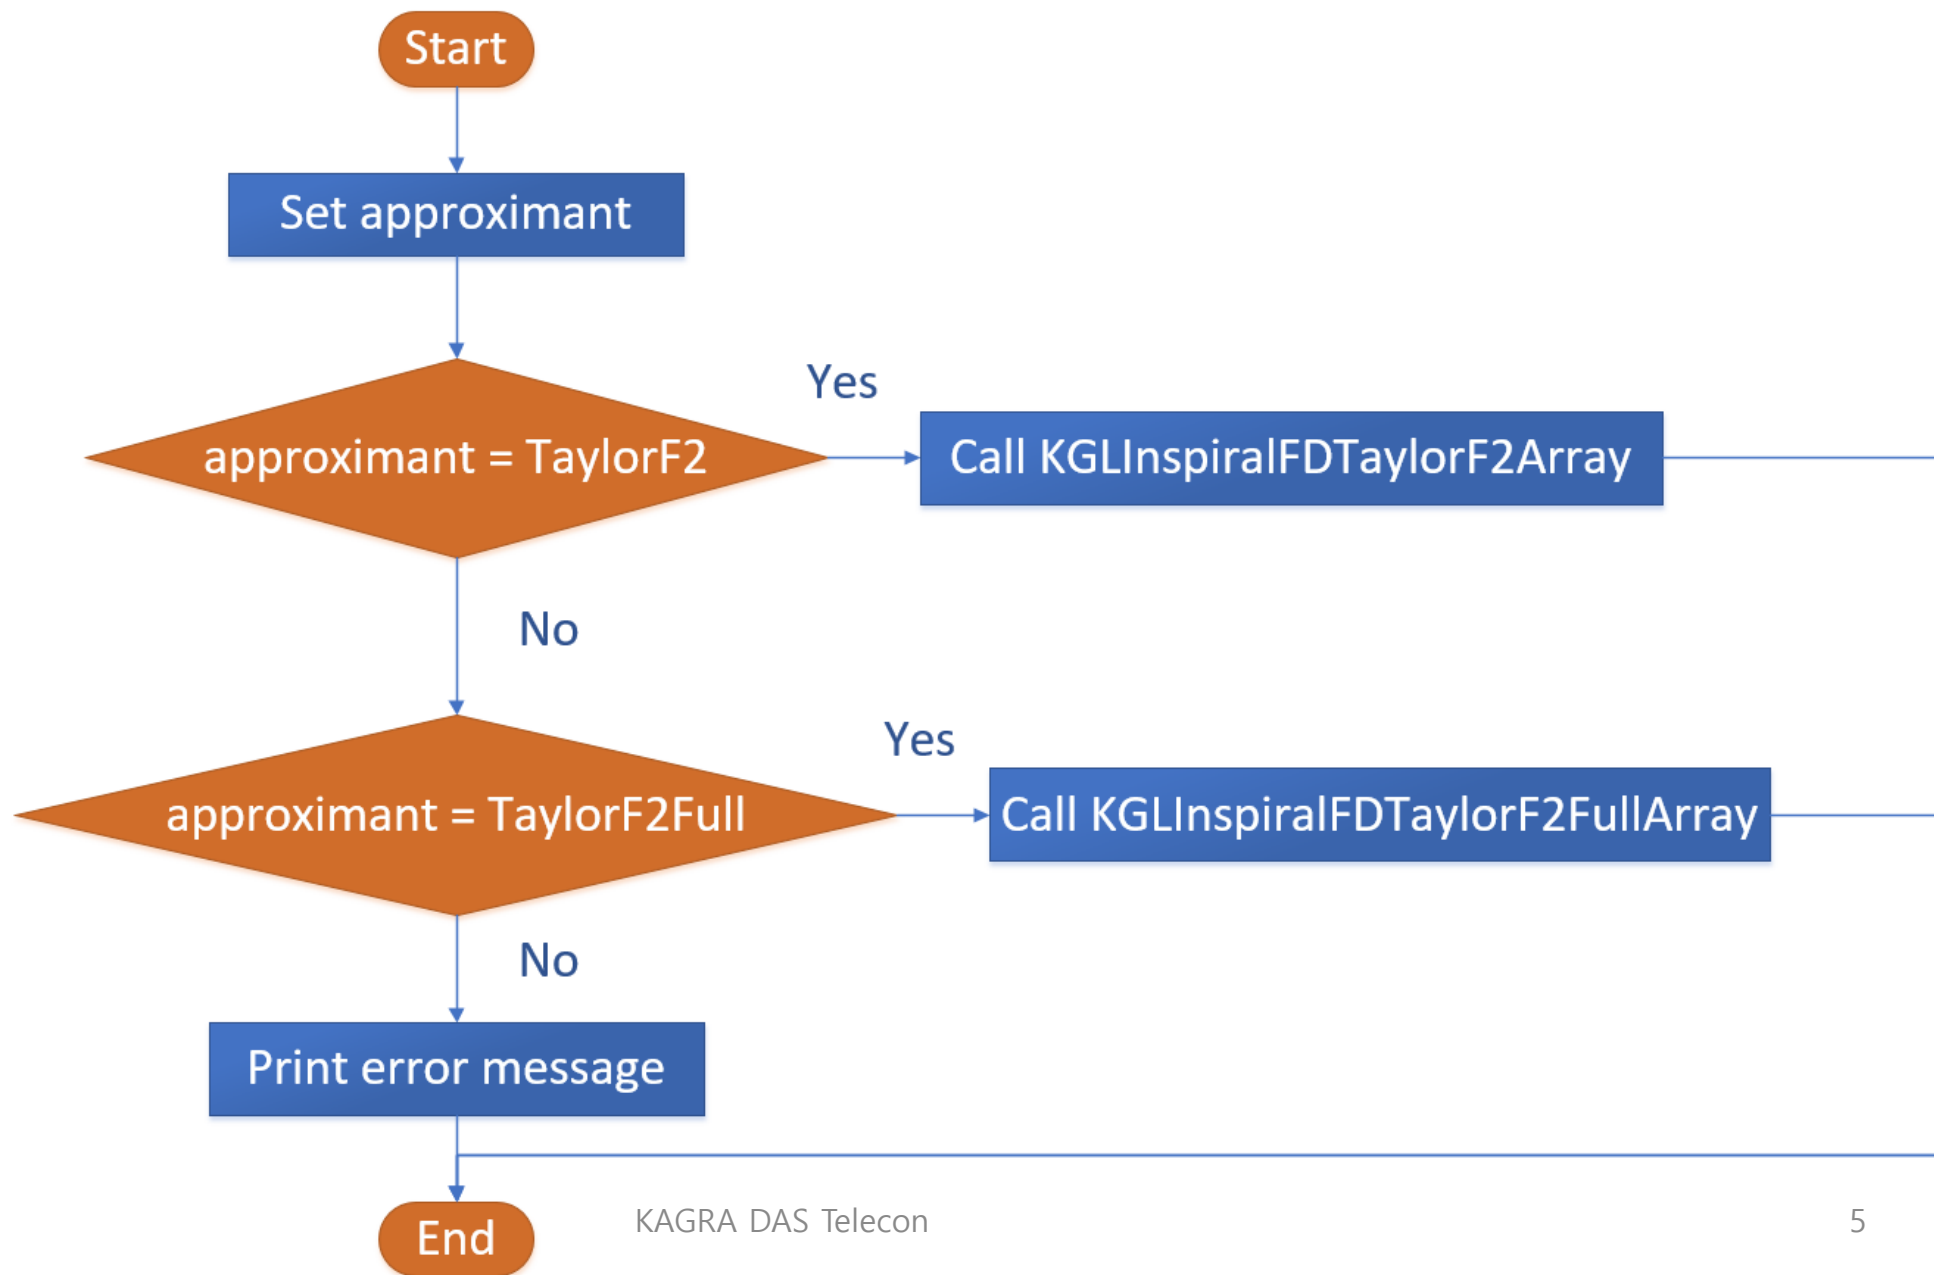 Start
Set approximant
approximant = TaylorF2
Yes
Call KGLInspiralFDTaylorF2Array
No
approximant = TaylorF2Full
Yes
Call KGLInspiralFDTaylorF2FullArray
No
Print error message
End
KAGRA DAS Telecon
5